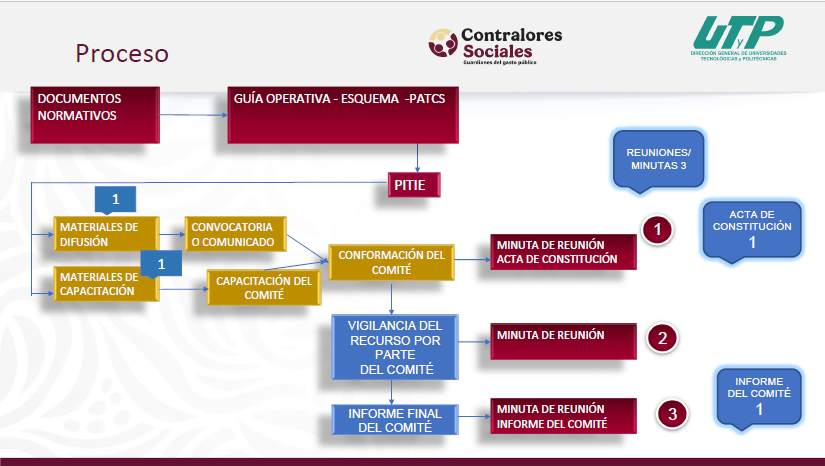 Proceso
Contralores
Sociales
Guardianes del gasto público
UTyP
DIRECCIÓN GENERAL DE UNIVERSIDADES
TECNOLÓGICAS y POLITÉCNICAS
DOCUMENTOS
NORMATIVOS
GUÍA OPERATIVA - ESQUEMA -PATCS
PITIE
REUNIONES/
MINUTAS 3
1
MATERIALES DE
DIFUSIÓN
CONVOCATORIA
O COMUNICADO
1
MATERIALES DE
CAPACITACIÓN
CAPACITACIÓN DEL
COMITÉ
CONFORMACIÓN DEL
COMITÉ
MINUTA DE REUNIÓN
ACTA DE CONSTITUCIÓN
1
ACTA DE
CONSTITUCIÓN
1
VIGILANCIA DEL
RECURSO POR
PARTE
DEL COMITÉ
MINUTA DE REUNIÓN
2
INFORME FINAL
DEL COMITÉ
MINUTA DE REUNIÓN
INFORME DEL COMITÉ
3
INFORME
DEL COMITÉ
1